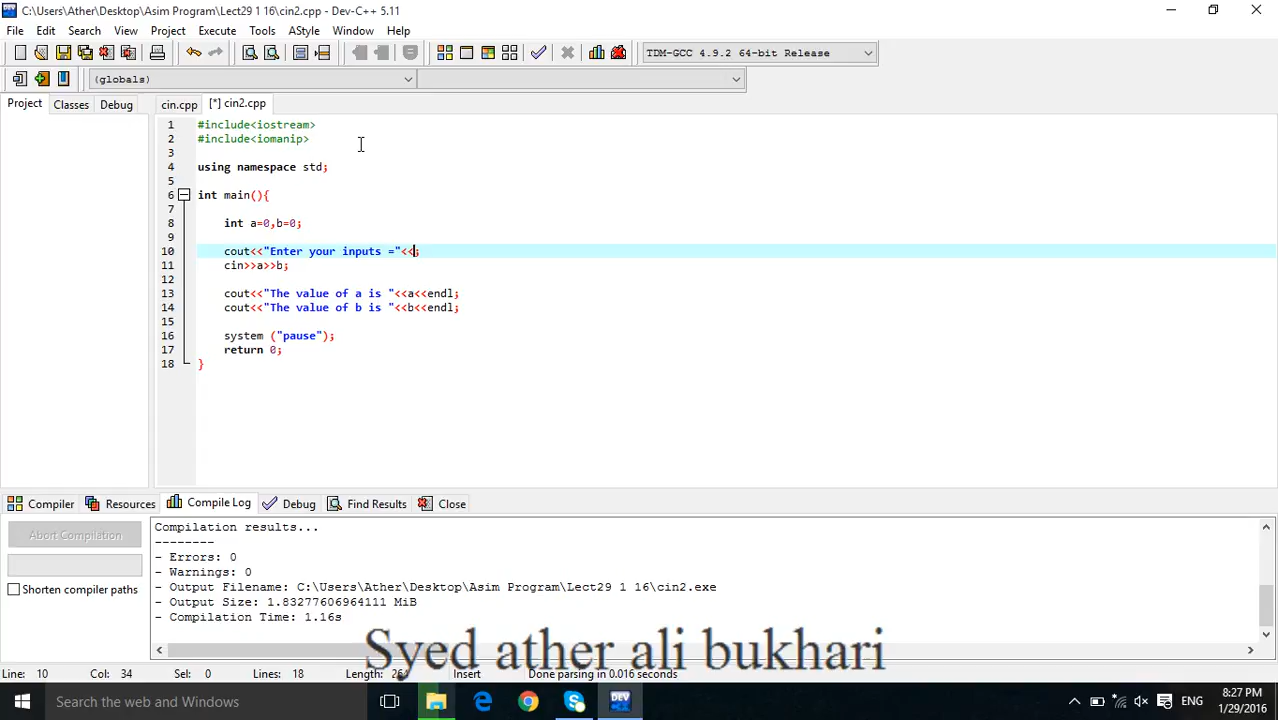 C:\Users\Ather\Desktop\Asim Program\Lect29 1 16\cin2.cpp - Dev-C++ 5.11
File Edit Search View Project Execute Tools AStyle Window Help
TDM-GCC 4.9.2 64-bit Release
(globals)
Project Classes Debug cin.cpp [*] cin2.cpp
1 #include<iostream>
2 #include<iomanip>
3
4 using namespace std;
5
6 int main(){
7
8 int a=0,b=0;
9
10 cout<<"Enter your inputs ="<<;
11 cin>>a>>b;
12
13 cout<<"The value of a is "<<a<<endl;
14 cout<<"The value of b is "<<b<<endl;
15
16 system ("pause");
17 return 0;
18 }
Compiler Resources Compile Log Debug Find Results Close
Compilation results...
--------
- Errors: 0
- Warnings: 0
- Output Filename: C:\Users\Ather\Desktop\Asim Program\Lect29 1 16\cin2.exe
- Output Size: 1.83277606964111 MiB
- Compilation Time: 1.16s
Abort Compilation
Shorten compiler paths
Syed ather ali bukhari
Line: 10 Col: 34 Sel: 0 Lines: 18 Length: 264 Insert Done parsing in 0.016 seconds
Search the web and Windows
DEV
ENG
8:27 PM
1/29/2016